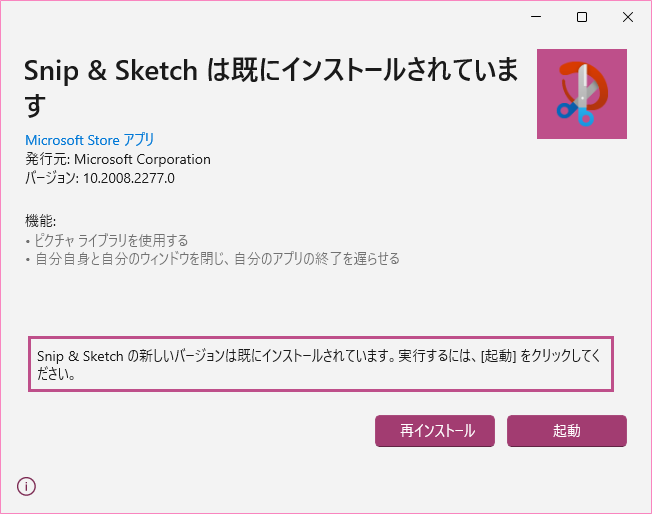 Snip & Sketch は既にインストールされていま
す
Microsoft Store アプリ
発行元: Microsoft Corporation
バージョン: 10.2008.2277.0
機能:
• ピクチャ ライブラリを使用する
• 自分自身と自分のウィンドウを閉じ、自分のアプリの終了を遅らせる
Snip & Sketch の新しいバージョンは既にインストールされています。実行するには、[起動] をクリックしてく
ださい。
再インストール
起動